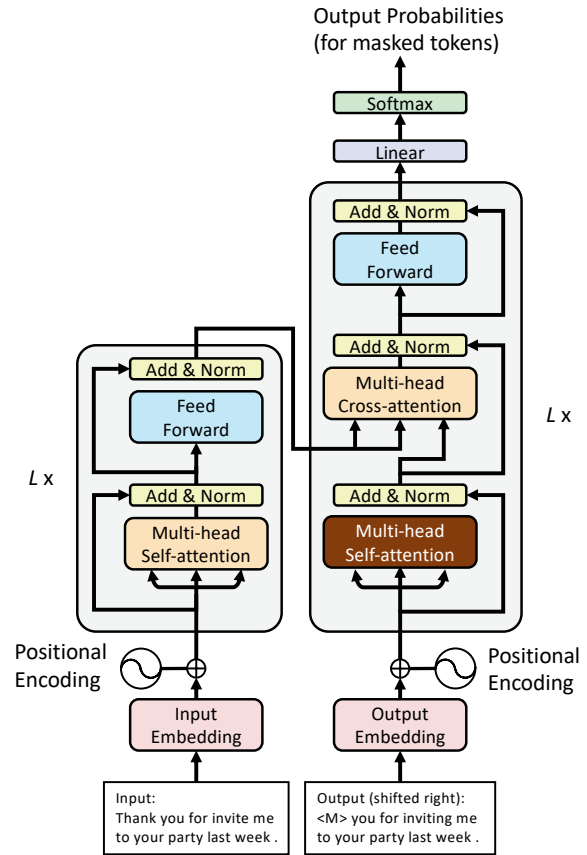 Output Probabilities
(for masked tokens)
Softmax
Linear
Add & Norm
Feed
Forward
Add & Norm
Multi-head
Cross-attention
Add & Norm
Multi-head
Self-attention
L x
Add & Norm
Feed
Forward
Add & Norm
Multi-head
Self-attention
L x
Positional
Encoding
Positional
Encoding
Input
Embedding
Output
Embedding
Input:
Thank you for invite me
to your party last week .
Output (shifted right):
<M> you for inviting me
to your party last week .